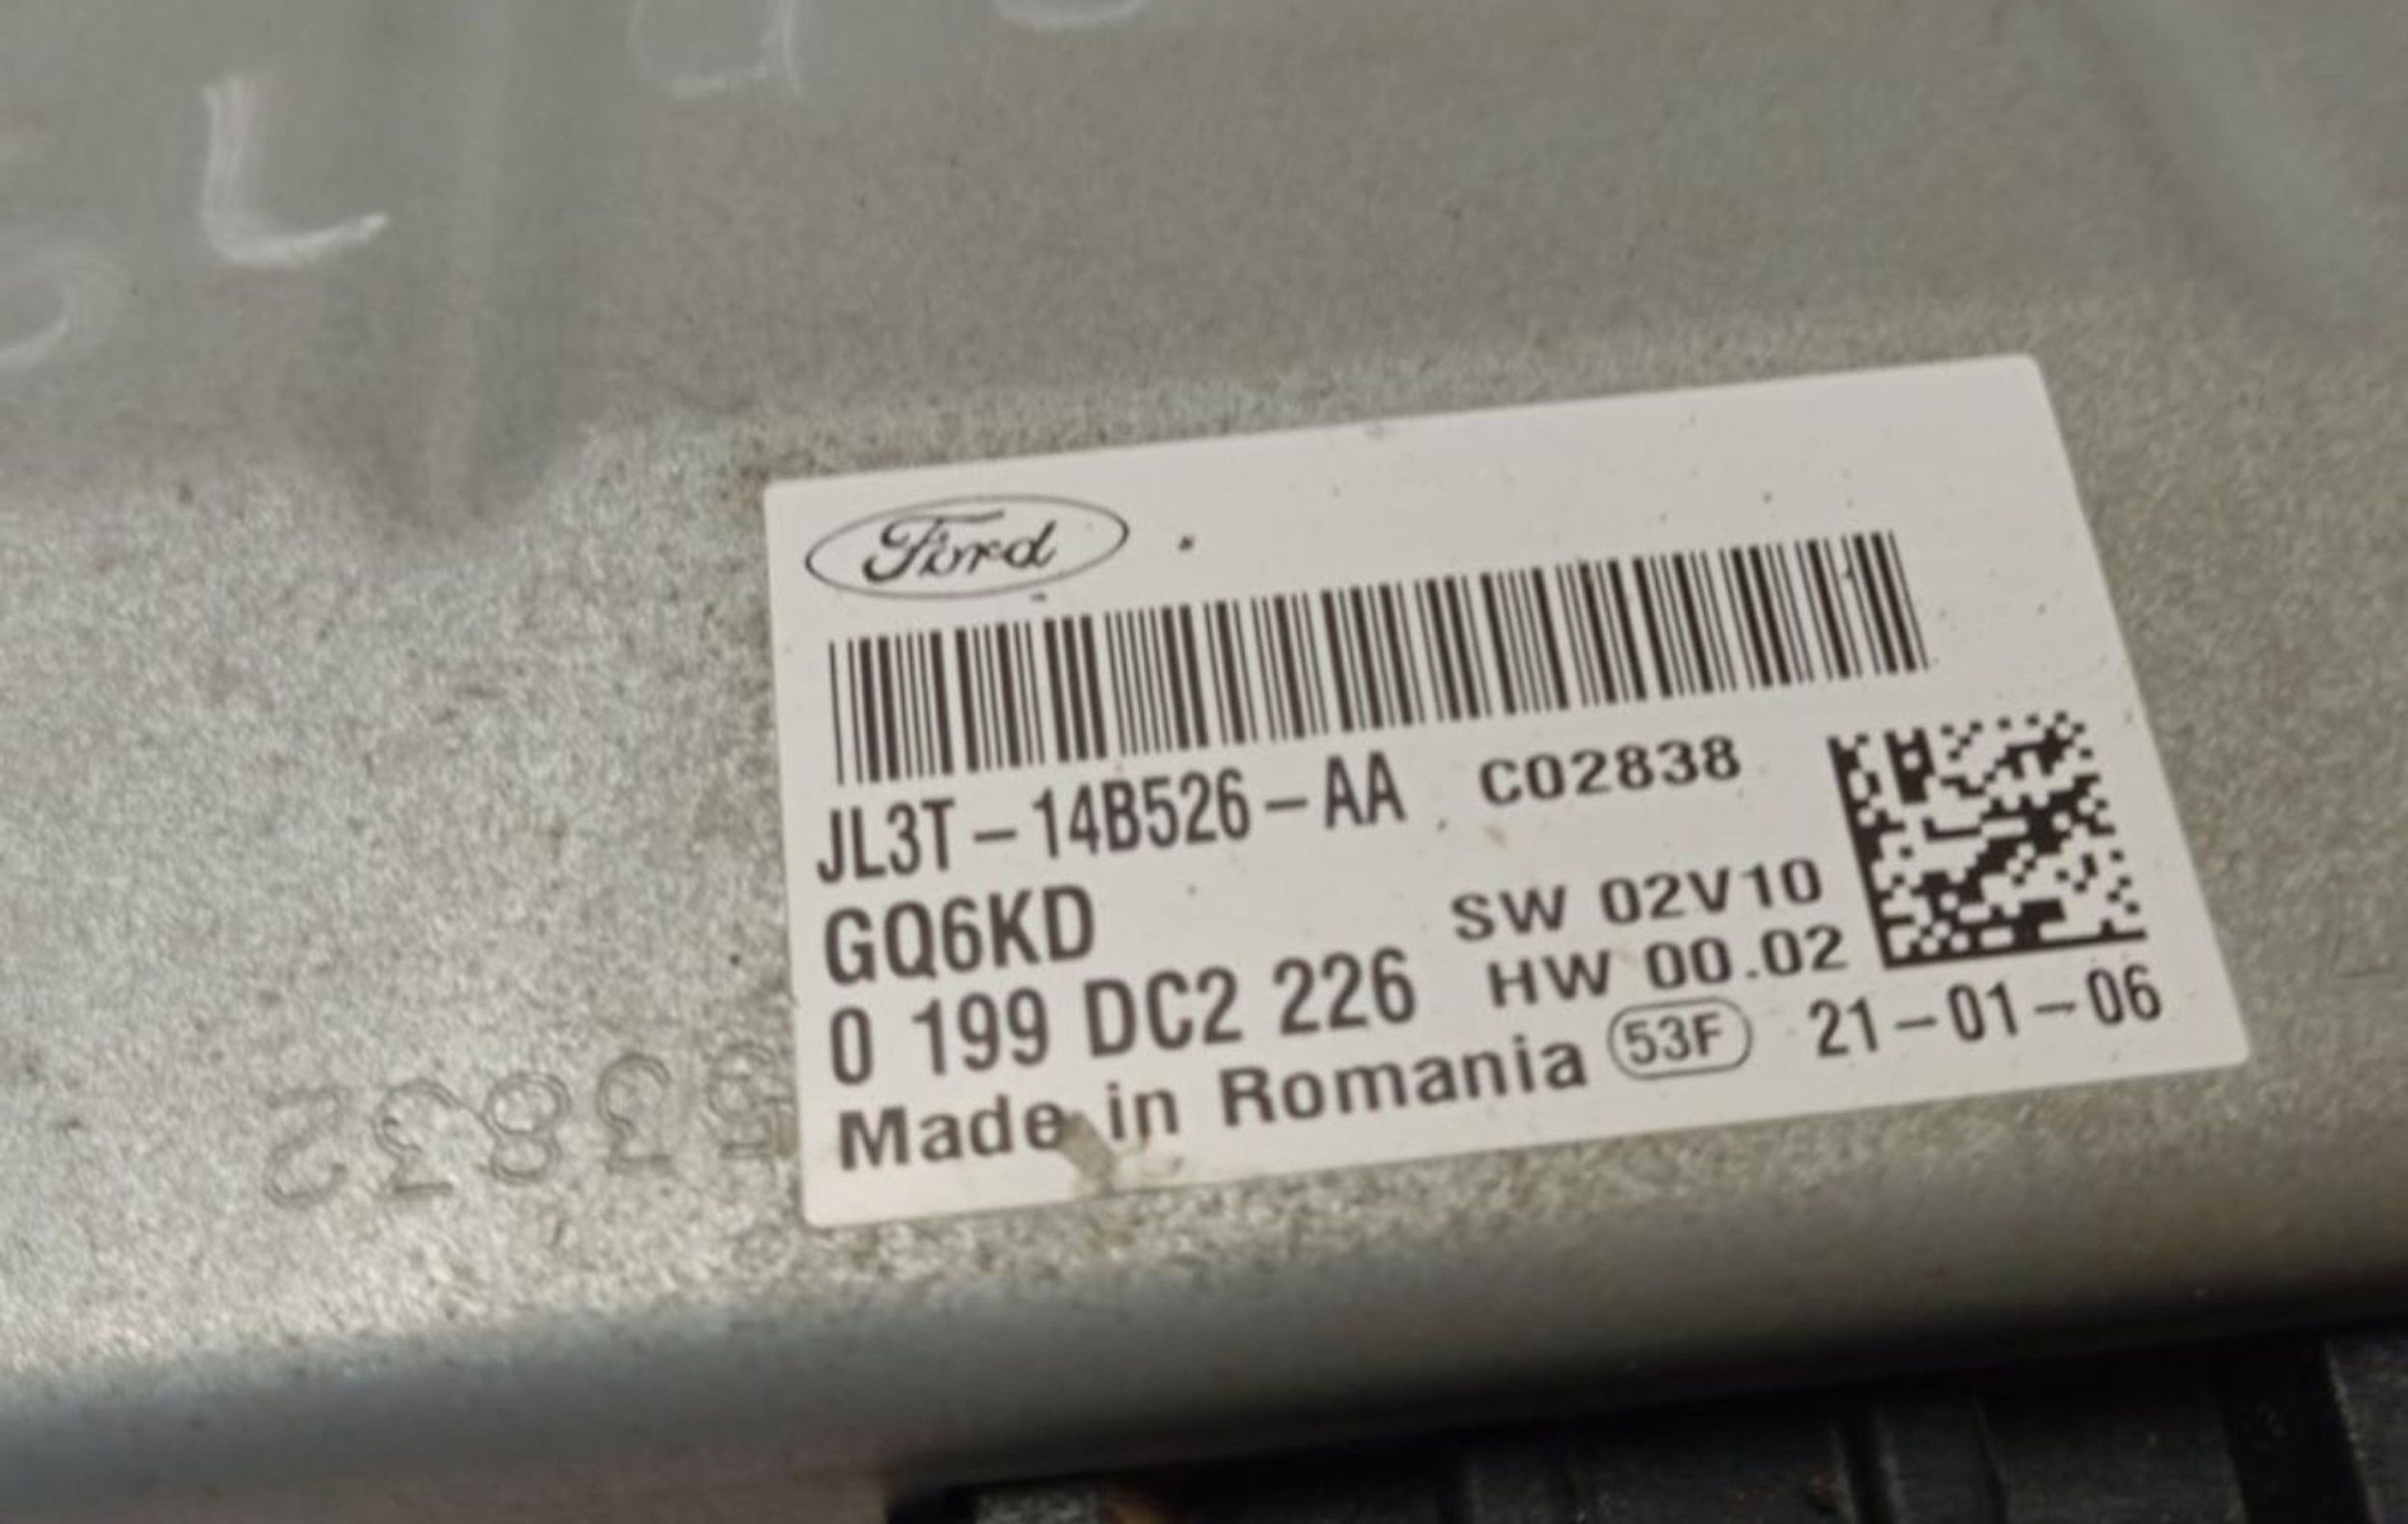 Ford
JL3T-14B526-AA C02838
GQ6KD SW 02V10
0 199 DC2 226 HW 00.02
Made in Romania 53F 21-01-06